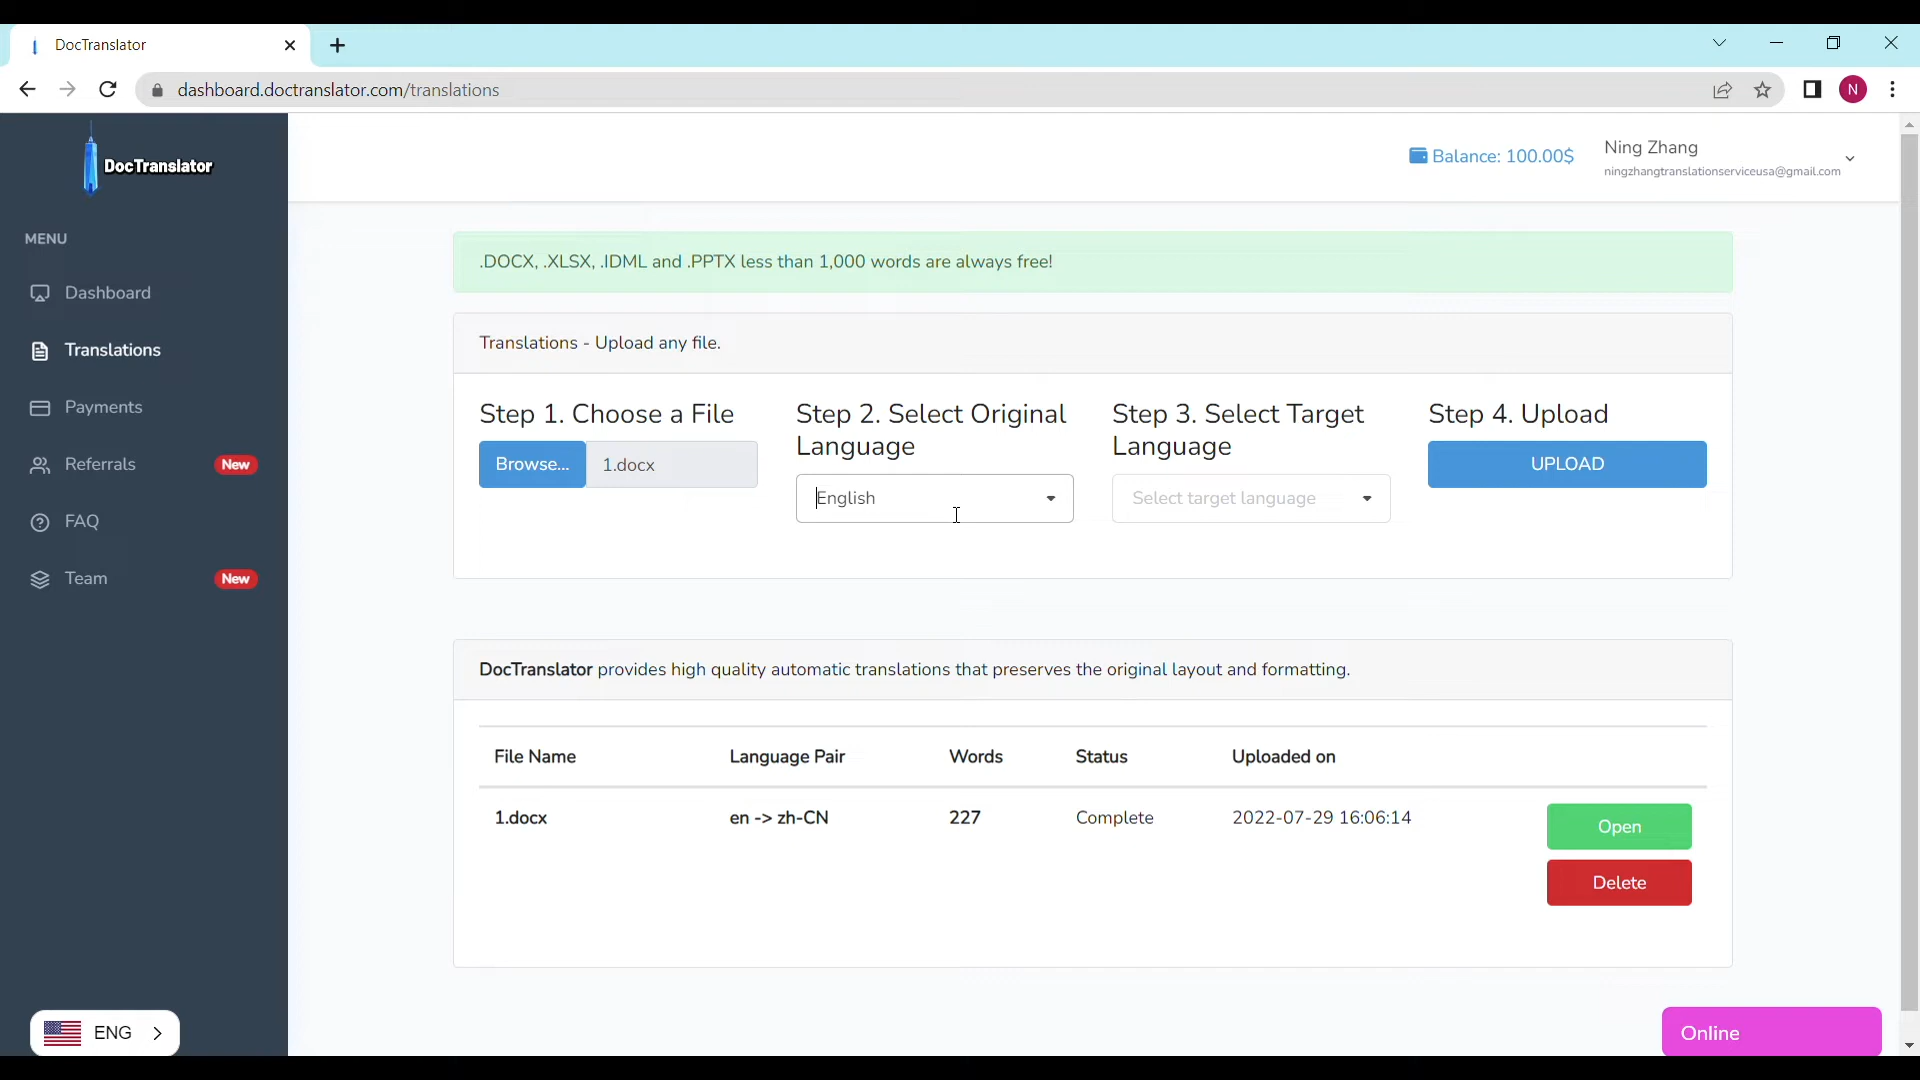 DocTranslator
dashboard.doctranslator.com/translations
N
DocTranslator
Balance: 100.00$
Ning Zhang
ningzhangtranslationserviceusa@gmail.com
MENU
Dashboard
Translations
Payments
Referrals New
FAQ
Team New
.DOCX, .XLSX, .IDML and .PPTX less than 1,000 words are always free!
Translations - Upload any file.
Step 1. Choose a File
Browse... 1.docx
Step 2. Select Original
Language
English
Step 3. Select Target
Language
Select target language
Step 4. Upload
UPLOAD
DocTranslator provides high quality automatic translations that preserves the original layout and formatting.
File Name Language Pair Words Status Uploaded on
1.docx en -> zh-CN 227 Complete 2022-07-29 16:06:14 Open
Delete
ENG
Online